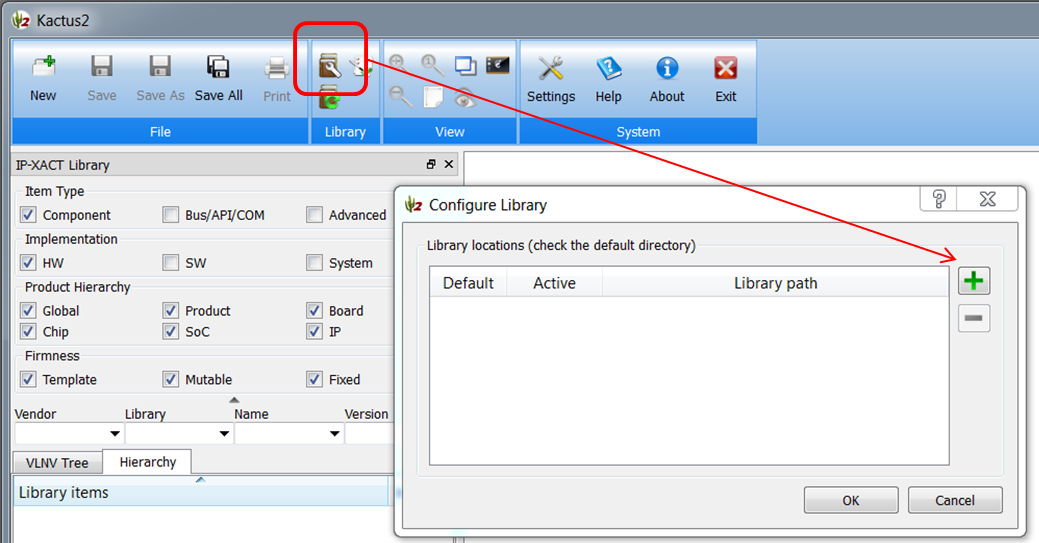 Kactus2
New Save Save As Save All Print
Settings Help About Exit
File Library View System
IP-XACT Library
Item Type
Component Bus/API/COM Advanced
Implementation
HW SW System
Product Hierarchy
Global Product Board
Chip SoC IP
Firmness
Template Mutable Fixed
Vendor Library Name Version
VLNV Tree Hierarchy
Library items
2 Configure Library
Library locations (check the default directory)
Default Active Library path
OK Cancel